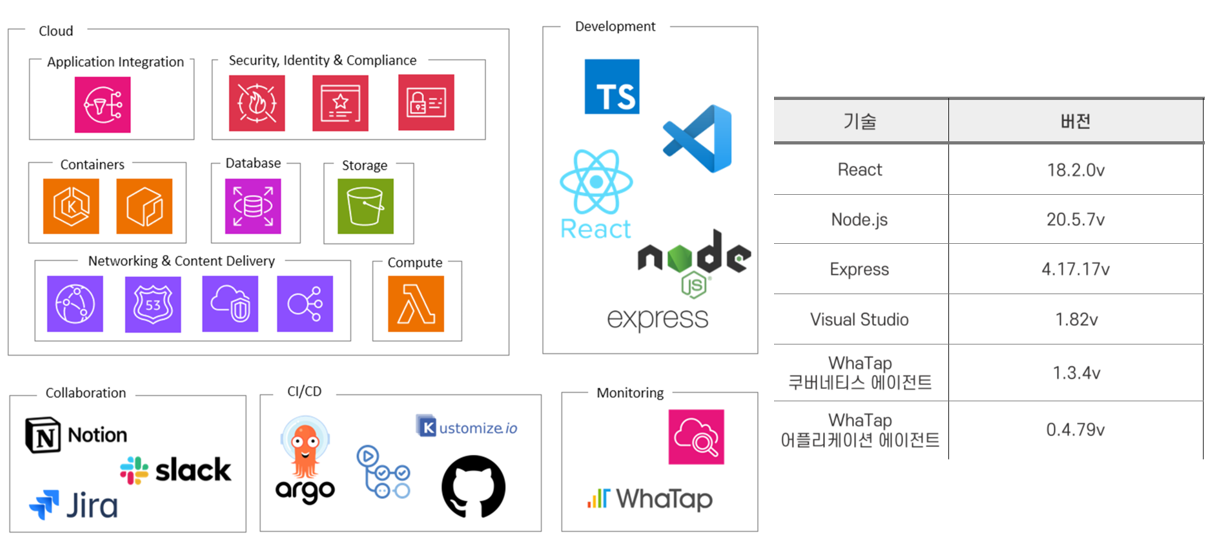 Cloud
Application Integration
Security, Identity & Compliance
Containers
Database
Storage
Networking & Content Delivery
53
Compute
Development
TS
React
node
JS
express
Collaboration
Notion
slack
Jira
CI/CD
argo
Kustomize.io
Monitoring
WhaTap
기술 버전
React 18.2.0v
Node.js 20.5.7v
Express 4.17.17v
Visual Studio 1.82v
WhaTap
쿠버네티스 에이전트 1.3.4v
WhaTap
어플리케이션 에이전트 0.4.79v